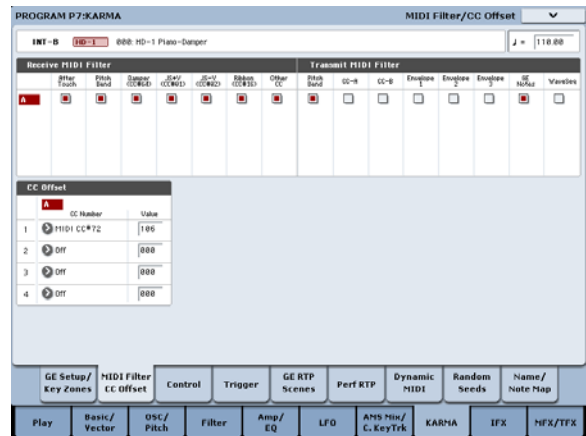 PROGRAM P7:KARMA MIDI Filter/CC Offset
INT-B HD-1 000: HD-1 Piano-Damper ♩ = 110.00
Receive MIDI Filter Transmit MIDI Filter
After Touch Pitch Bend Damper (CC#64) JS+Y (CC#01) JS-Y (CC#02) Ribbon (CC#16) Other CC Pitch Bend CC-A CC-B Envelope 1 Envelope 2 Envelope 3 GE Notes WaveSeq
A
CC Offset
A
CC Number Value
1 MIDI CC#72 106
2 Off 000
3 Off 000
4 Off 000
GE Setup/ Key Zones MIDI Filter CC Offset Control Trigger GE RTP Scenes Perf RTP Dynamic MIDI Random Seeds Name/ Note Map
Play Basic/ Vector OSC/ Pitch Filter Amp/ EQ LFO AMS Mix/ C.KeyTrk KARMA IFX MFX/TFX